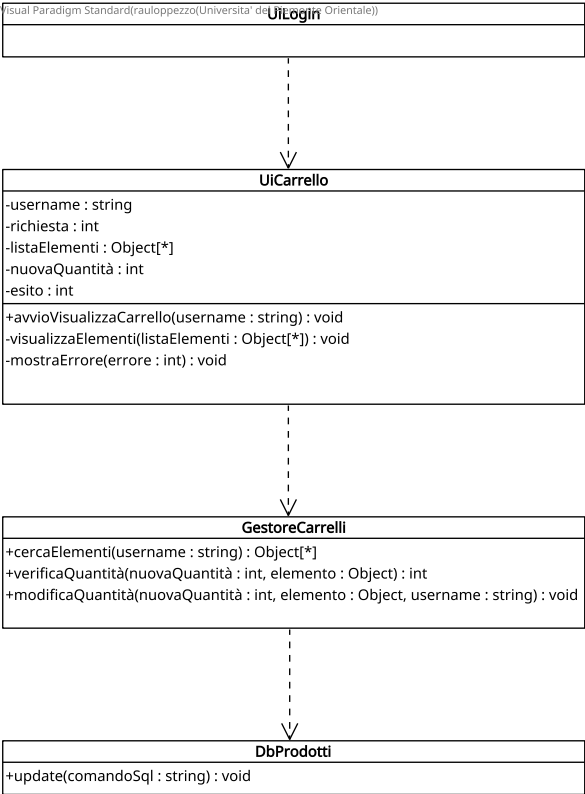 Visual Paradigm Standard(rauloppezzo(Universita' del Piemonte Orientale))
UiLogin
UiCarrello
-username : string
-richiesta : int
-listaElementi : Object[*]
-nuovaQuantità : int
-esito : int
+avvioVisualizzaCarrello(username : string) : void
-visualizzaElementi(listaElementi : Object[*]) : void
-mostraErrore(errore : int) : void
GestoreCarrelli
+cercaElementi(username : string) : Object[*]
+verificaQuantità(nuovaQuantità : int, elemento : Object) : int
+modificaQuantità(nuovaQuantità : int, elemento : Object, username : string) : void
DbProdotti
+update(comandoSql : string) : void